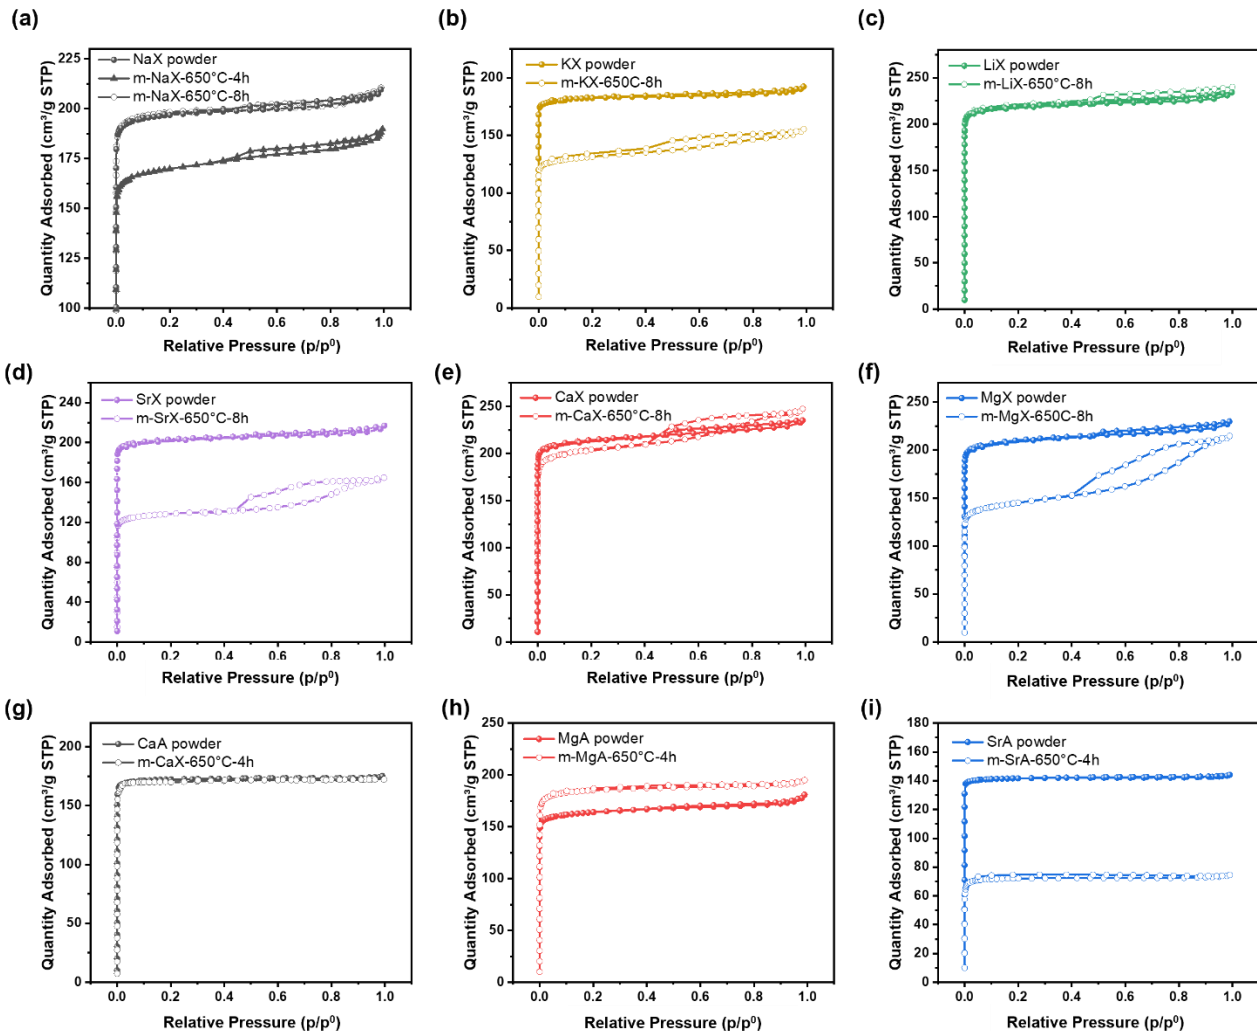 (a)
NaX powder
m-NaX-650°C-4h
m-NaX-650°C-8h
225
200
175
150
125
100
0.0 0.2 0.4 0.6 0.8 1.0
Quantity Adsorbed (cm³/g STP)
Relative Pressure (p/p⁰)
(b)
KX powder
m-KX-650C-8h
200
150
100
50
0
0.0 0.2 0.4 0.6 0.8 1.0
Quantity Adsorbed (cm³/g STP)
Relative Pressure (p/p⁰)
(c)
LiX powder
m-LiX-650°C-8h
250
200
150
100
50
0
0.0 0.2 0.4 0.6 0.8 1.0
Quantity Adsorbed (cm³/g STP)
Relative Pressure (p/p⁰)
(d)
SrX powder
m-SrX-650°C-8h
240
200
160
120
80
40
0
0.0 0.2 0.4 0.6 0.8 1.0
Quantity Adsorbed (cm³/g STP)
Relative Pressure (p/p⁰)
(e)
CaX powder
m-CaX-650°C-8h
250
200
150
100
50
0
0.0 0.2 0.4 0.6 0.8 1.0
Quantity Adsorbed (cm³/g STP)
Relative Pressure (p/p⁰)
(f)
MgX powder
m-MgX-650C-8h
250
200
150
100
50
0
0.0 0.2 0.4 0.6 0.8 1.0
Quantity Adsorbed (cm³/g STP)
Relative Pressure (p/p⁰)
(g)
CaA powder
m-CaX-650°C-4h
200
150
100
50
0
0.0 0.2 0.4 0.6 0.8 1.0
Quantity Adsorbed (cm³/g STP)
Relative Pressure (p/p⁰)
(h)
MgA powder
m-MgA-650°C-4h
250
200
150
100
50
0
0.0 0.2 0.4 0.6 0.8 1.0
Quantity Adsorbed (cm³/g STP)
Relative Pressure (p/p⁰)
(i)
SrA powder
m-SrA-650°C-4h
180
160
140
120
100
80
60
40
20
0
0.0 0.2 0.4 0.6 0.8 1.0
Quantity Adsorbed (cm³/g STP)
Relative Pressure (p/p⁰)